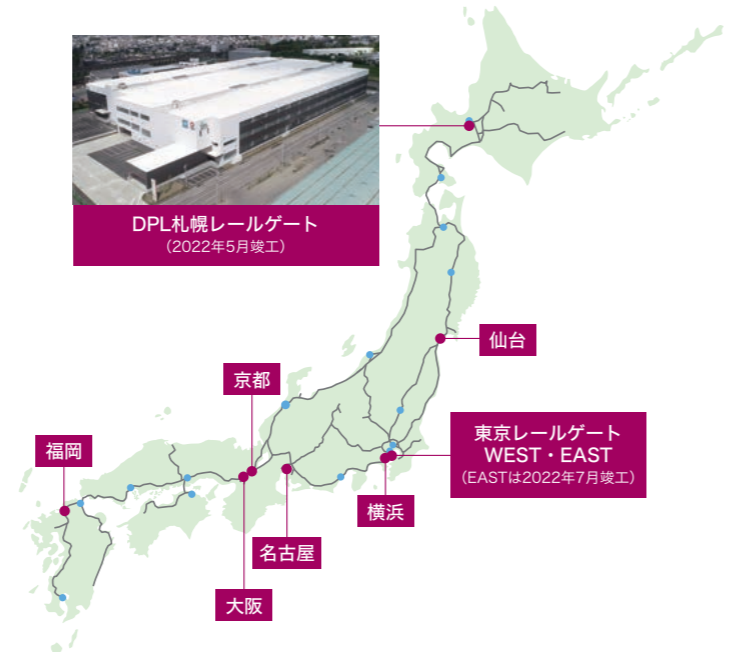 DPL札幌レールゲート
（2022年5月竣工）
仙台
京都
東京レールゲート
WEST・EAST
（EASTは2022年7月竣工）
福岡
横浜
名古屋
大阪